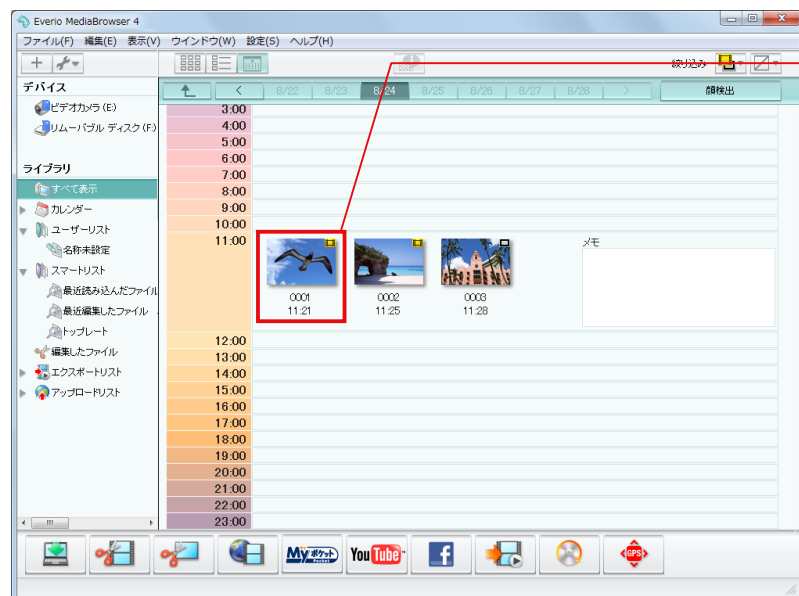 Everio MediaBrowser 4
ファイル(F) 編集(E) 表示(V) ウインドウ(W) 設定(S) ヘルプ(H)
絞り込み
デバイス
ビデオカメラ (E:)
リムーバブル ディスク (F:)
ライブラリ
すべて表示
カレンダー
ユーザーリスト
名称未設定
スマートリスト
最近読み込んだファイル
最近編集したファイル
トップレート
編集したファイル
エクスポートリスト
アップロードリスト
8/22 8/23 8/24 8/25 8/26 8/27 8/28
顔検出
3:00
4:00
5:00
6:00
7:00
8:00
9:00
10:00
11:00
メモ
0001 0002 0003
11:21 11:25 11:28
12:00
13:00
14:00
15:00
16:00
17:00
18:00
19:00
20:00
21:00
22:00
23:00
Myポケット
Pocket
YouTube
f
GPS